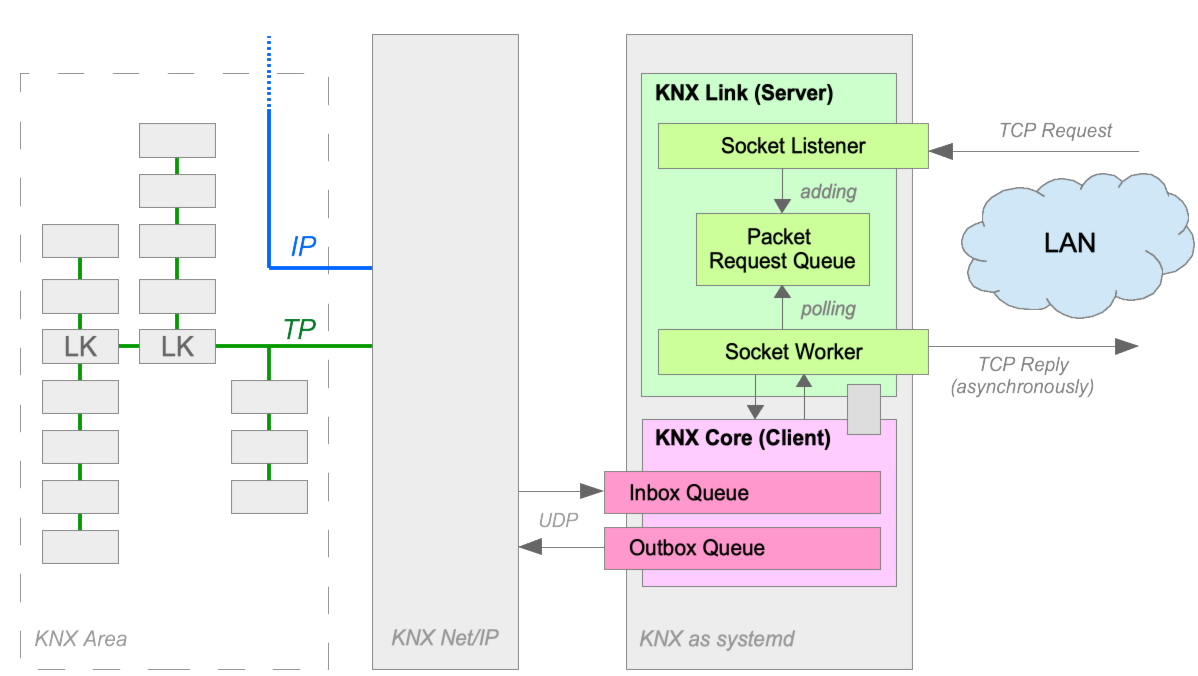 KNX Link (Server)
Socket Listener
TCP Request
adding
Packet
Request Queue
LAN
IP
polling
TP
LK
LK
Socket Worker
TCP Reply
(asynchronously)
KNX Core (Client)
Inbox Queue
UDP
Outbox Queue
KNX Area
KNX Net/IP
KNX as systemd